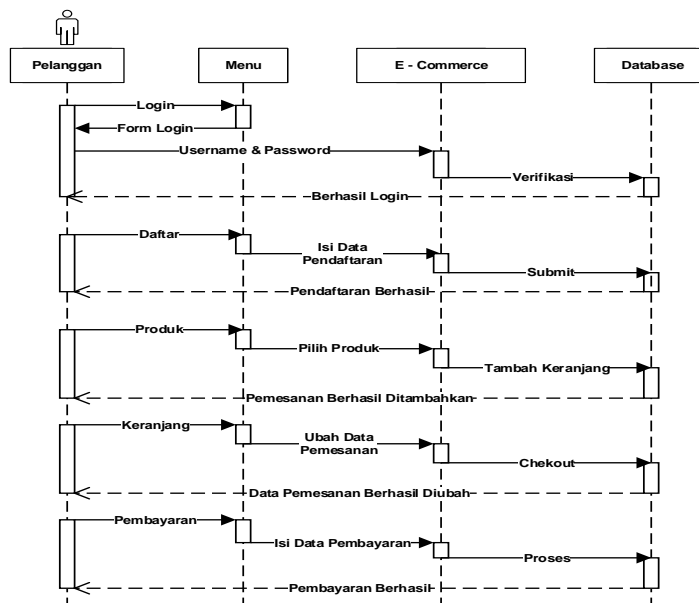 Pelanggan
Menu
E - Commerce
Database
Login
Form Login
Username & Password
Verifikasi
Berhasil Login
Daftar
Isi Data
Pendaftaran
Submit
Pendaftaran Berhasil
Produk
Pilih Produk
Tambah Keranjang
Pemesanan Berhasil Ditambahkan
Keranjang
Ubah Data
Pemesanan
Chekout
Data Pemesanan Berhasil Diubah
Pembayaran
Isi Data Pembayaran
Proses
Pembayaran Berhasil